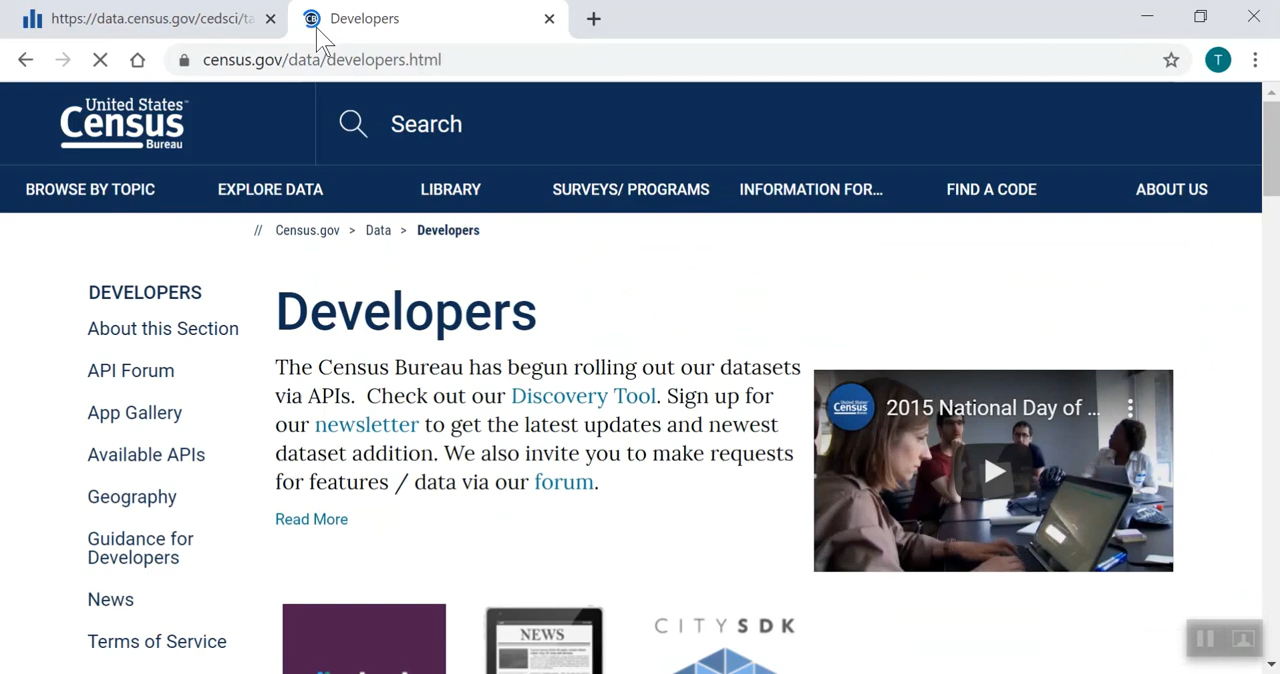 https://data.census.gov/cedsci/ta
Developers
census.gov/data/developers.html
T
United States™
Census
Bureau
Search
BROWSE BY TOPIC
EXPLORE DATA
LIBRARY
SURVEYS/ PROGRAMS
INFORMATION FOR...
FIND A CODE
ABOUT US
// Census.gov > Data > Developers
DEVELOPERS
About this Section
API Forum
App Gallery
Available APIs
Geography
Guidance for
Developers
News
Terms of Service
Developers
The Census Bureau has begun rolling out our datasets
via APIs. Check out our Discovery Tool. Sign up for
our newsletter to get the latest updates and newest
dataset addition. We also invite you to make requests
for features / data via our forum.
Read More
United States
Census
2015 National Day of ...
NEWS
CITYSDK